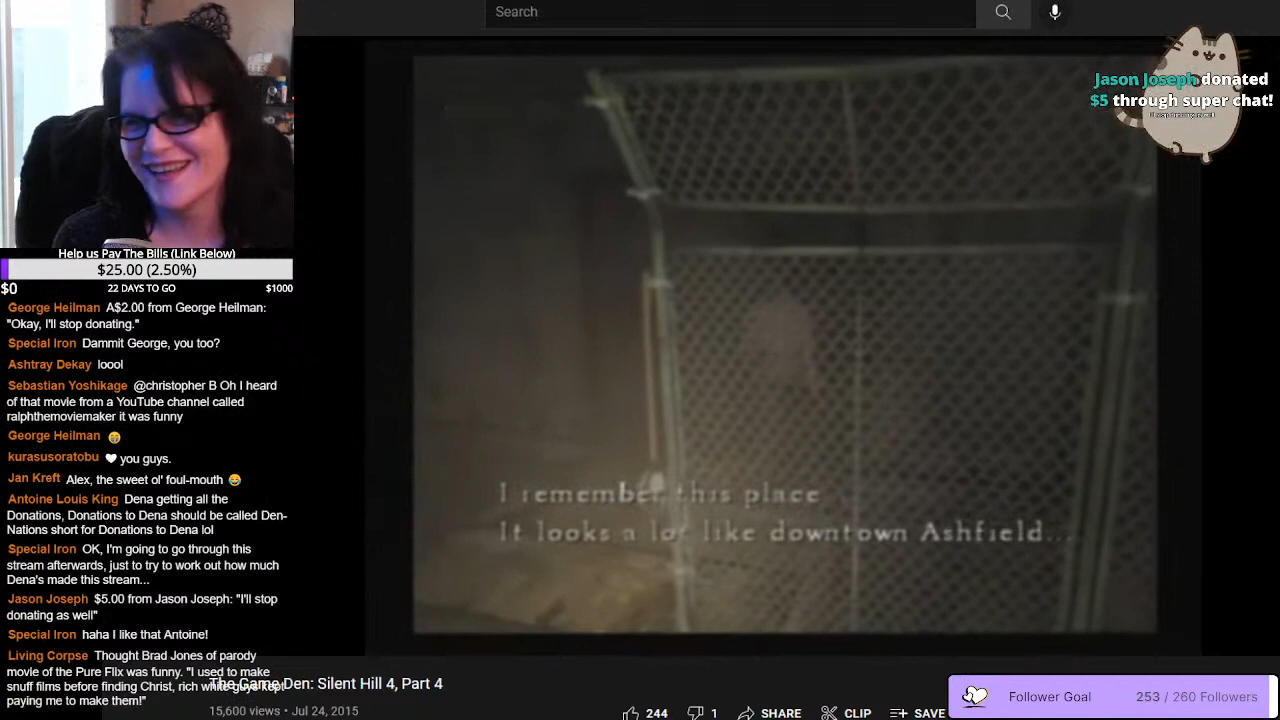 Search
Jason Joseph donated
$5 through super chat!
Help us Pay The Bills (Link Below)
$25.00 (2.50%)
$0
22 DAYS TO GO
$1000
George Heilman A$2.00 from George Heilman:
"Okay, I'll stop donating."
Special Iron Dammit George, you too?
Ashtray Dekay loool
Sebastian Yoshikage @christopher B Oh I heard
of that movie from a YouTube channel called
ralphthemoviemaker it was funny
George Heilman 😁
kurasusoratobu ♥ you guys.
Jan Kreft Alex, the sweet ol' foul-mouth 😂
Antoine Louis King Dena getting all the
Donations, Donations to Dena should be called Den-
Nations short for Donations to Dena lol
Special Iron OK, I'm going to go through this
stream afterwards, just to try to work out how much
Dena's made this stream...
Jason Joseph $5.00 from Jason Joseph: "I'll stop
donating as well"
Special Iron haha I like that Antoine!
Living Corpse Thought Brad Jones of parody
movie of the Pure Flix was funny. "I used to make
snuff films before finding Christ, rich white guys kept
paying me to make them!"
I remember this place
It looks a lot like downtown Ashfield...
The Game Den: Silent Hill 4, Part 4
15,600 views • Jul 24, 2015
244
1
SHARE
CLIP
SAVE
Follower Goal
253 / 260 Followers